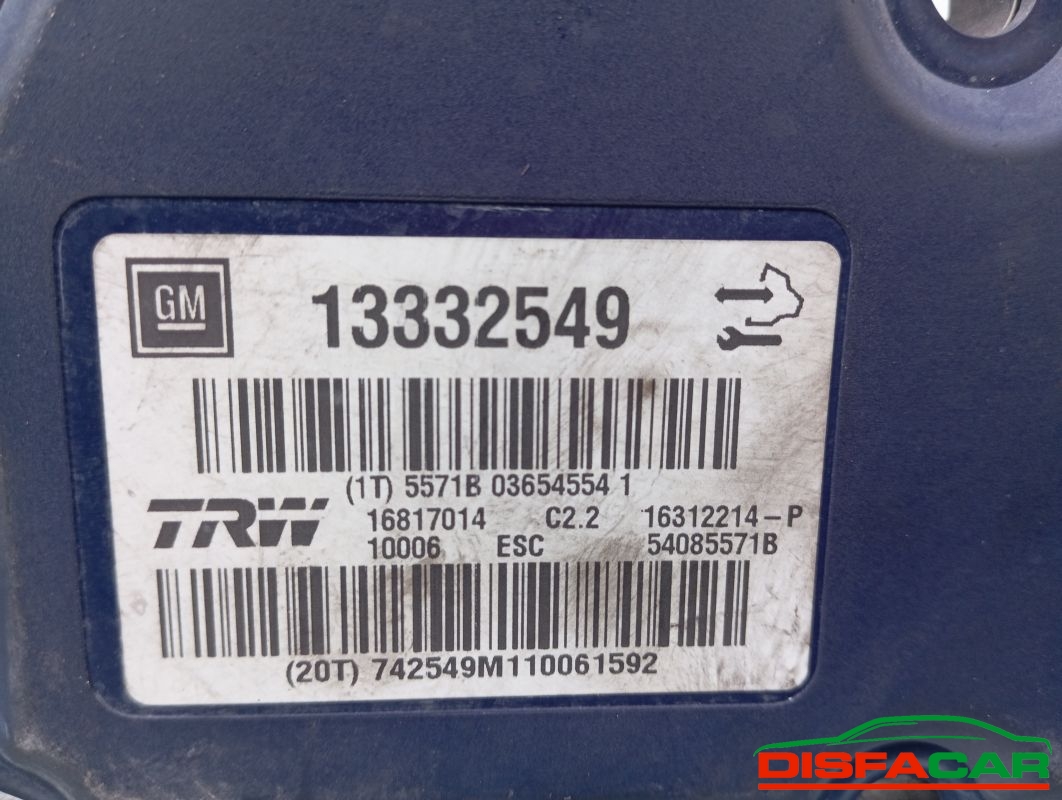 GM
13332549
(1T) 5571B 03654554 1
TRW
16817014 C2.2 16312214-P
10006 ESC 54085571B
(20T) 742549M110061592
DISFACAR